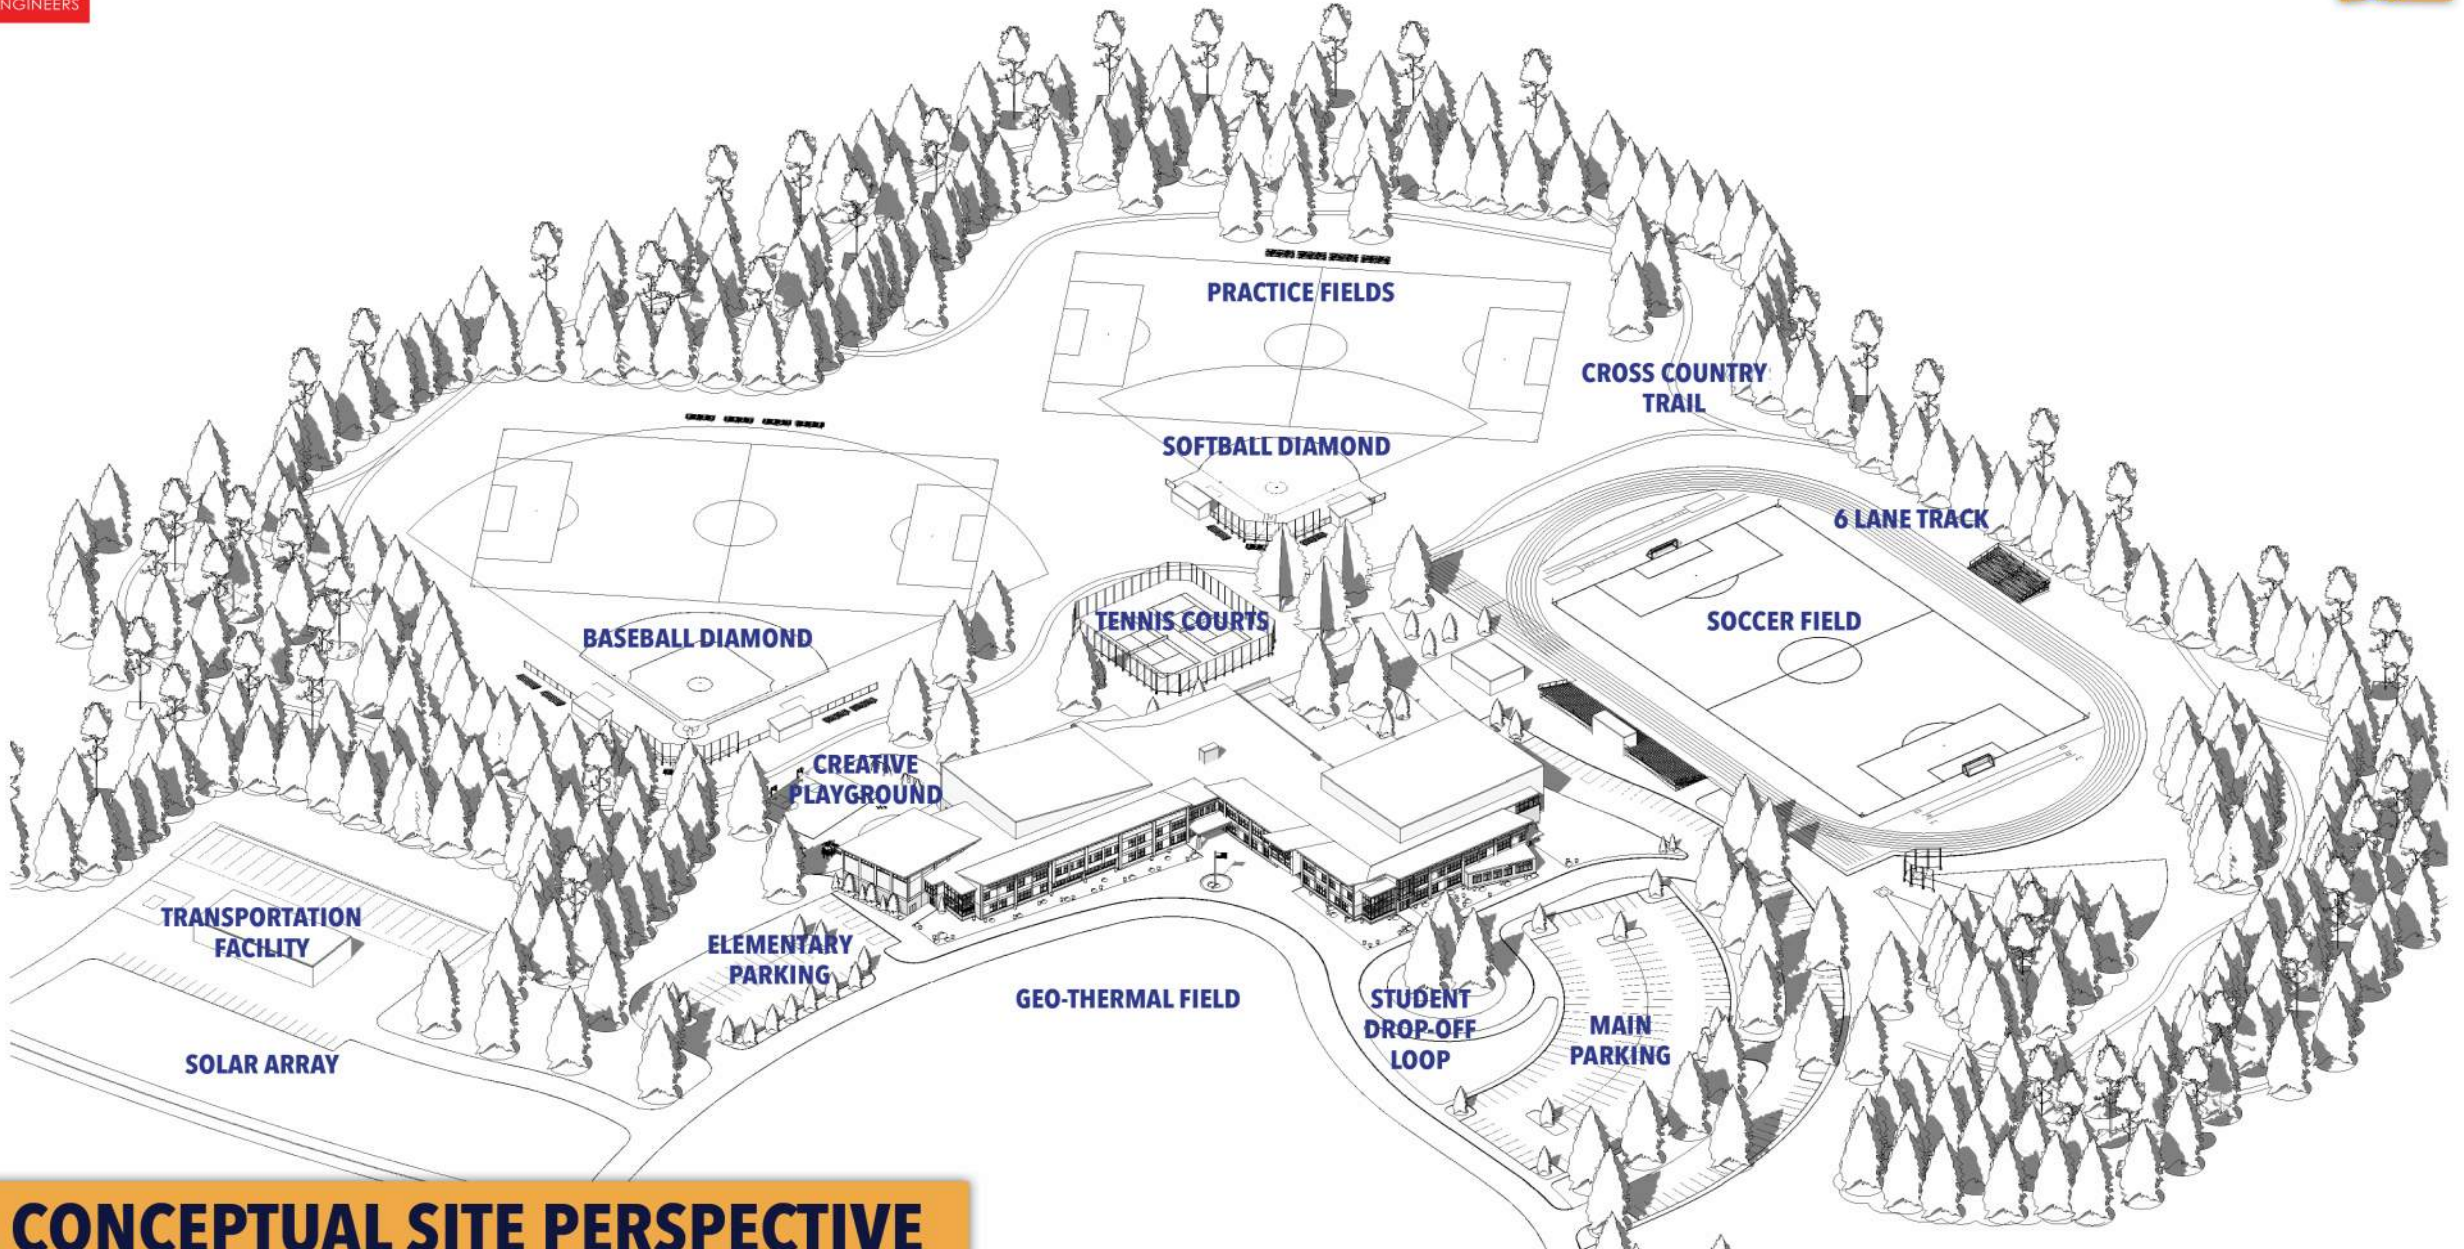 NGINEERS
PRACTICE FIELDS
CROSS COUNTRY
TRAIL
SOFTBALL DIAMOND
6 LANE TRACK
TENNIS COURTS
SOCCER FIELD
BASEBALL DIAMOND
CREATIVE
PLAYGROUND
TRANSPORTATION
FACILITY
ELEMENTARY
PARKING
GEO-THERMAL FIELD
STUDENT
DROP-OFF
LOOP
MAIN
PARKING
SOLAR ARRAY
CONCEPTUAL SITE PERSPECTIVE